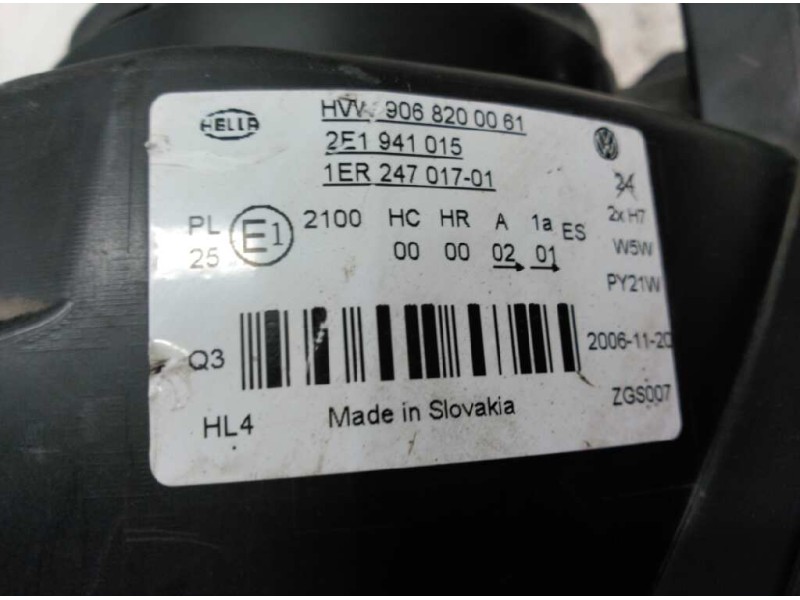 HELLA
HVW 906 820 00 61
2E1 941 015
1ER 247 017-01
24
PL E1 2100 HC HR A 1a ES 2x H7
25 00 00 02 01 W5W
PY21W
Q3 2006-11-20
HL4 Made in Slovakia ZGS007